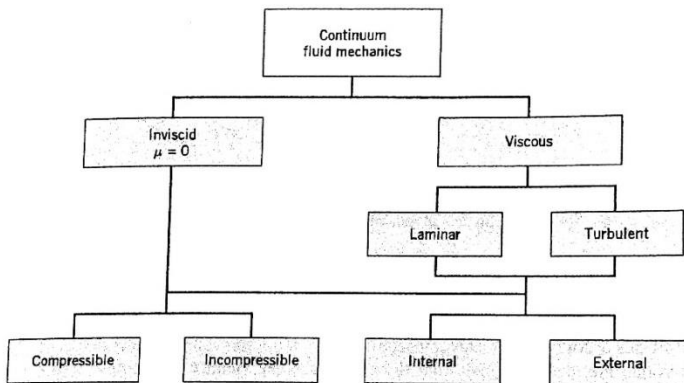 Continuum
fluid mechanics
Inviscid
μ = 0
Viscous
Laminar
Turbulent
Compressible
Incompressible
Internal
External